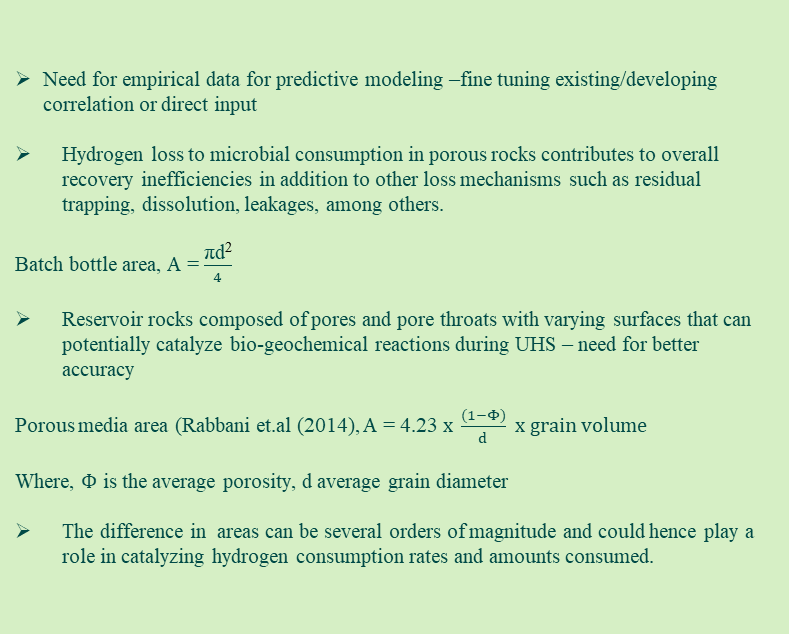 ➢ Need for empirical data for predictive modeling –fine tuning existing/developing
correlation or direct input
➢ Hydrogen loss to microbial consumption in porous rocks contributes to overall
recovery inefficiencies in addition to other loss mechanisms such as residual
trapping, dissolution, leakages, among others.
Batch bottle area, A = πd²/4
➢ Reservoir rocks composed of pores and pore throats with varying surfaces that can
potentially catalyze bio-geochemical reactions during UHS – need for better
accuracy
Porous media area (Rabbani et.al (2014), A = 4.23 x (1−Φ)/d x grain volume
Where, Φ is the average porosity, d average grain diameter
➢ The difference in areas can be several orders of magnitude and could hence play a
role in catalyzing hydrogen consumption rates and amounts consumed.